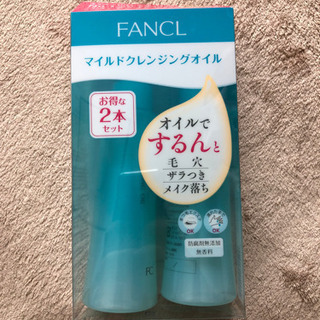 FANCL
マイルドクレンジングオイル
お得な
2本
セット
オイルで
するんと
毛穴
ザラつき
メイク落ち
OK
OK
防腐剤無添加
無香料